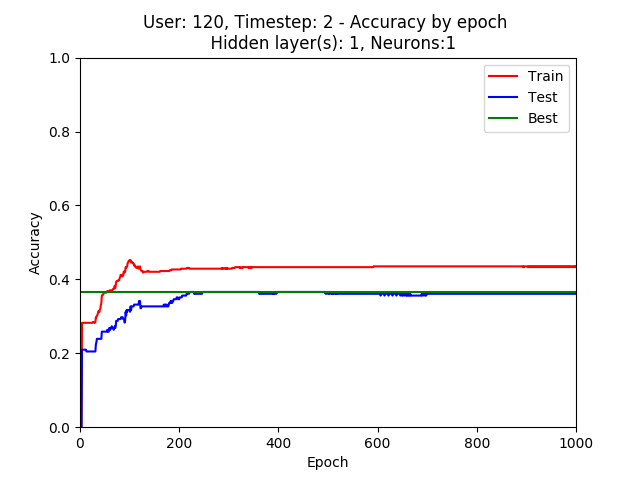 User: 120, Timestep: 2 - Accuracy by epoch
Hidden layer(s): 1, Neurons:1
Train
Test
Best
1.0
0.8
0.6
0.4
0.2
0.0
Accuracy
0 200 400 600 800 1000
Epoch